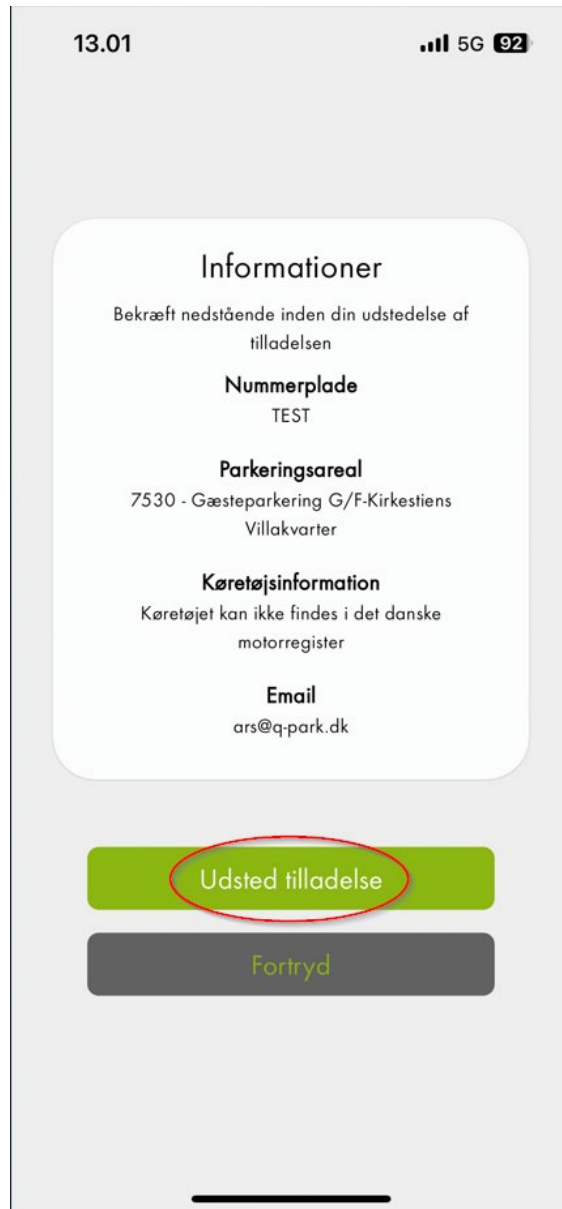 13.01 5G 92
Informationer
Bekræft nedstående inden din udstedelse af
tilladelsen
Nummerplade
TEST
Parkeringsareal
7530 - Gæsteparkering G/F-Kirkestiens
Villakvarter
Køretøjsinformation
Køretøjet kan ikke findes i det danske
motorregister
Email
ars@q-park.dk
Udsted tilladelse
Fortryd